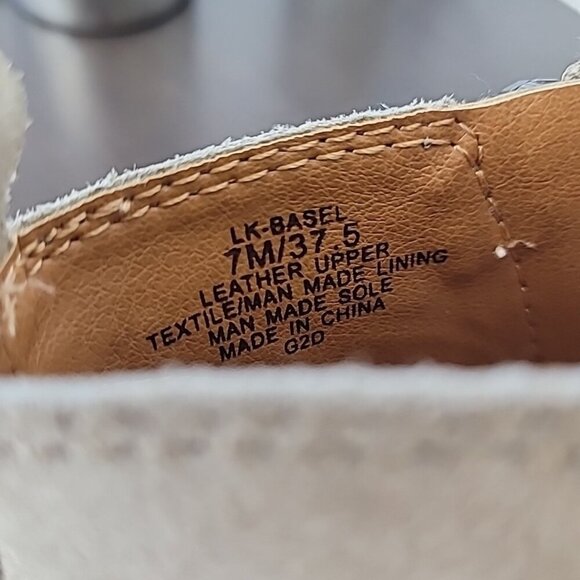 LK-BASEL
7M/37.5
LEATHER UPPER
TEXTILE/MAN MADE LINING
MAN MADE SOLE
MADE IN CHINA
G2D